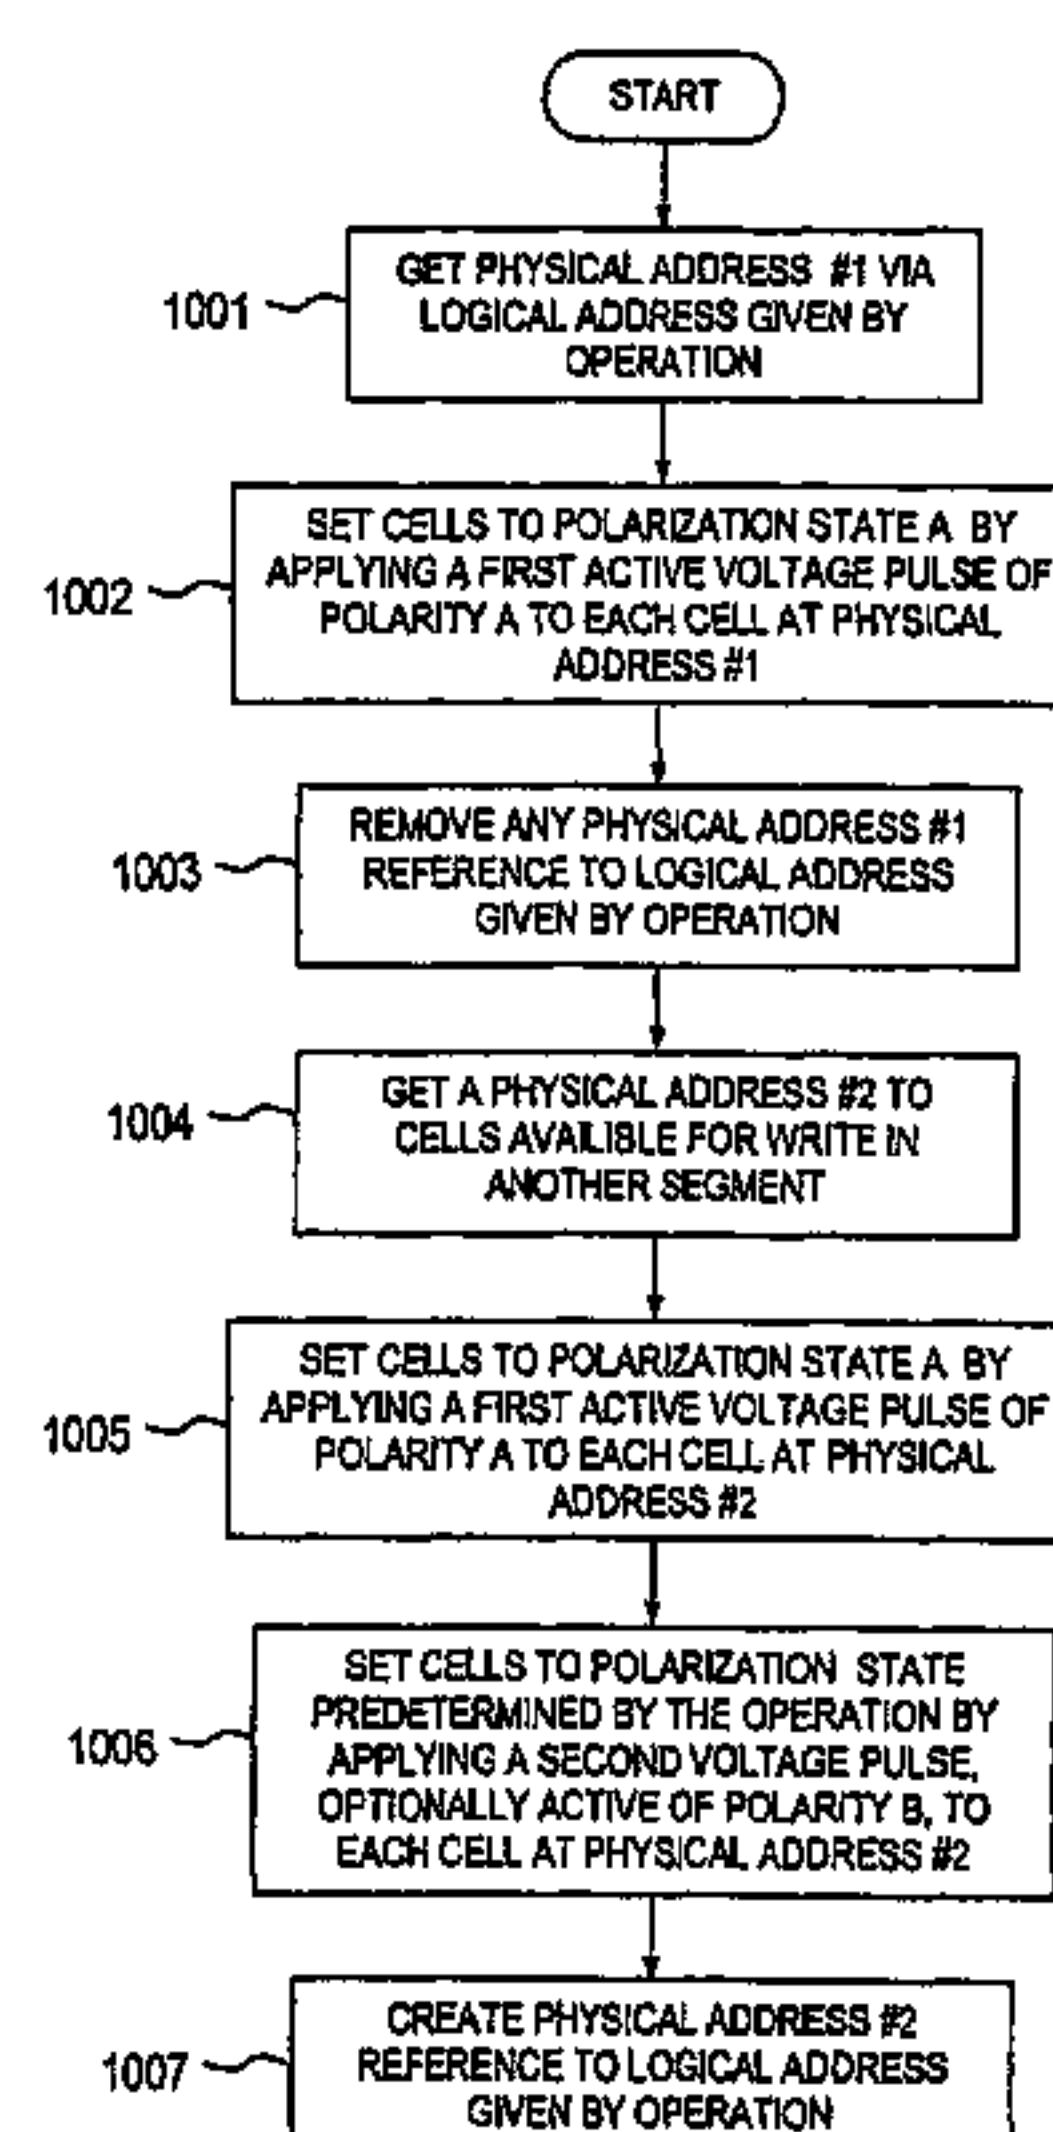 START
1001
GET PHYSICAL ADDRESS #1 VIA
LOGICAL ADDRESS GIVEN BY
OPERATION
1002
SET CELLS TO POLARIZATION STATE A BY
APPLYING A FIRST ACTIVE VOLTAGE PULSE OF
POLARITY A TO EACH CELL AT PHYSICAL
ADDRESS #1
1003
REMOVE ANY PHYSICAL ADDRESS #1
REFERENCE TO LOGICAL ADDRESS
GIVEN BY OPERATION
1004
GET A PHYSICAL ADDRESS #2 TO
CELLS AVAILIBLE FOR WRITE IN
ANOTHER SEGMENT
1005
SET CELLS TO POLARIZATION STATE A BY
APPLYING A FIRST ACTIVE VOLTAGE PULSE OF
POLARITY A TO EACH CELL AT PHYSICAL
ADDRESS #2
1006
SET CELLS TO POLARIZATION STATE
PREDETERMINED BY THE OPERATION BY
APPLYING A SECOND VOLTAGE PULSE,
OPTIONALLY ACTIVE OF POLARITY B, TO
EACH CELL AT PHYSICAL ADDRESS #2
1007
CREATE PHYSICAL ADDRESS #2
REFERENCE TO LOGICAL ADDRESS
GIVEN BY OPERATION